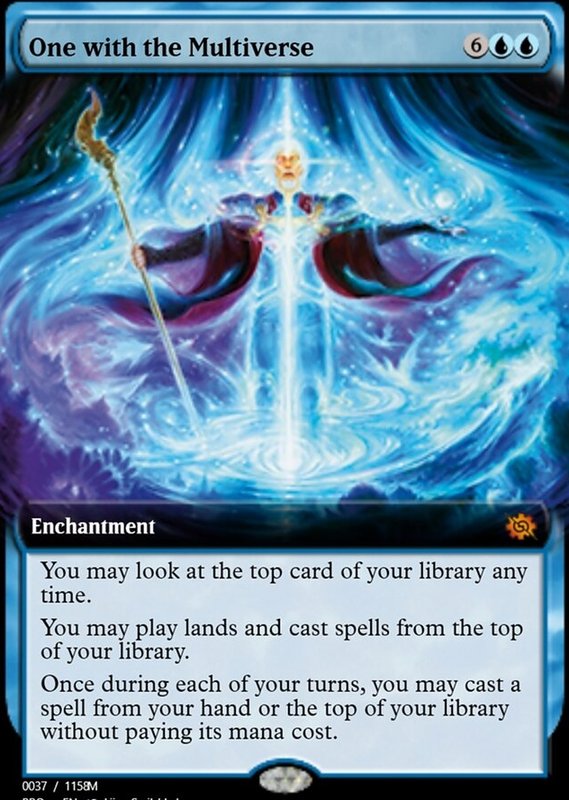 One with the Multiverse 6
Enchantment
You may look at the top card of your library any
time.
You may play lands and cast spells from the top
of your library.
Once during each of your turns, you may cast a
spell from your hand or the top of your library
without paying its mana cost.
0037 / 1158M